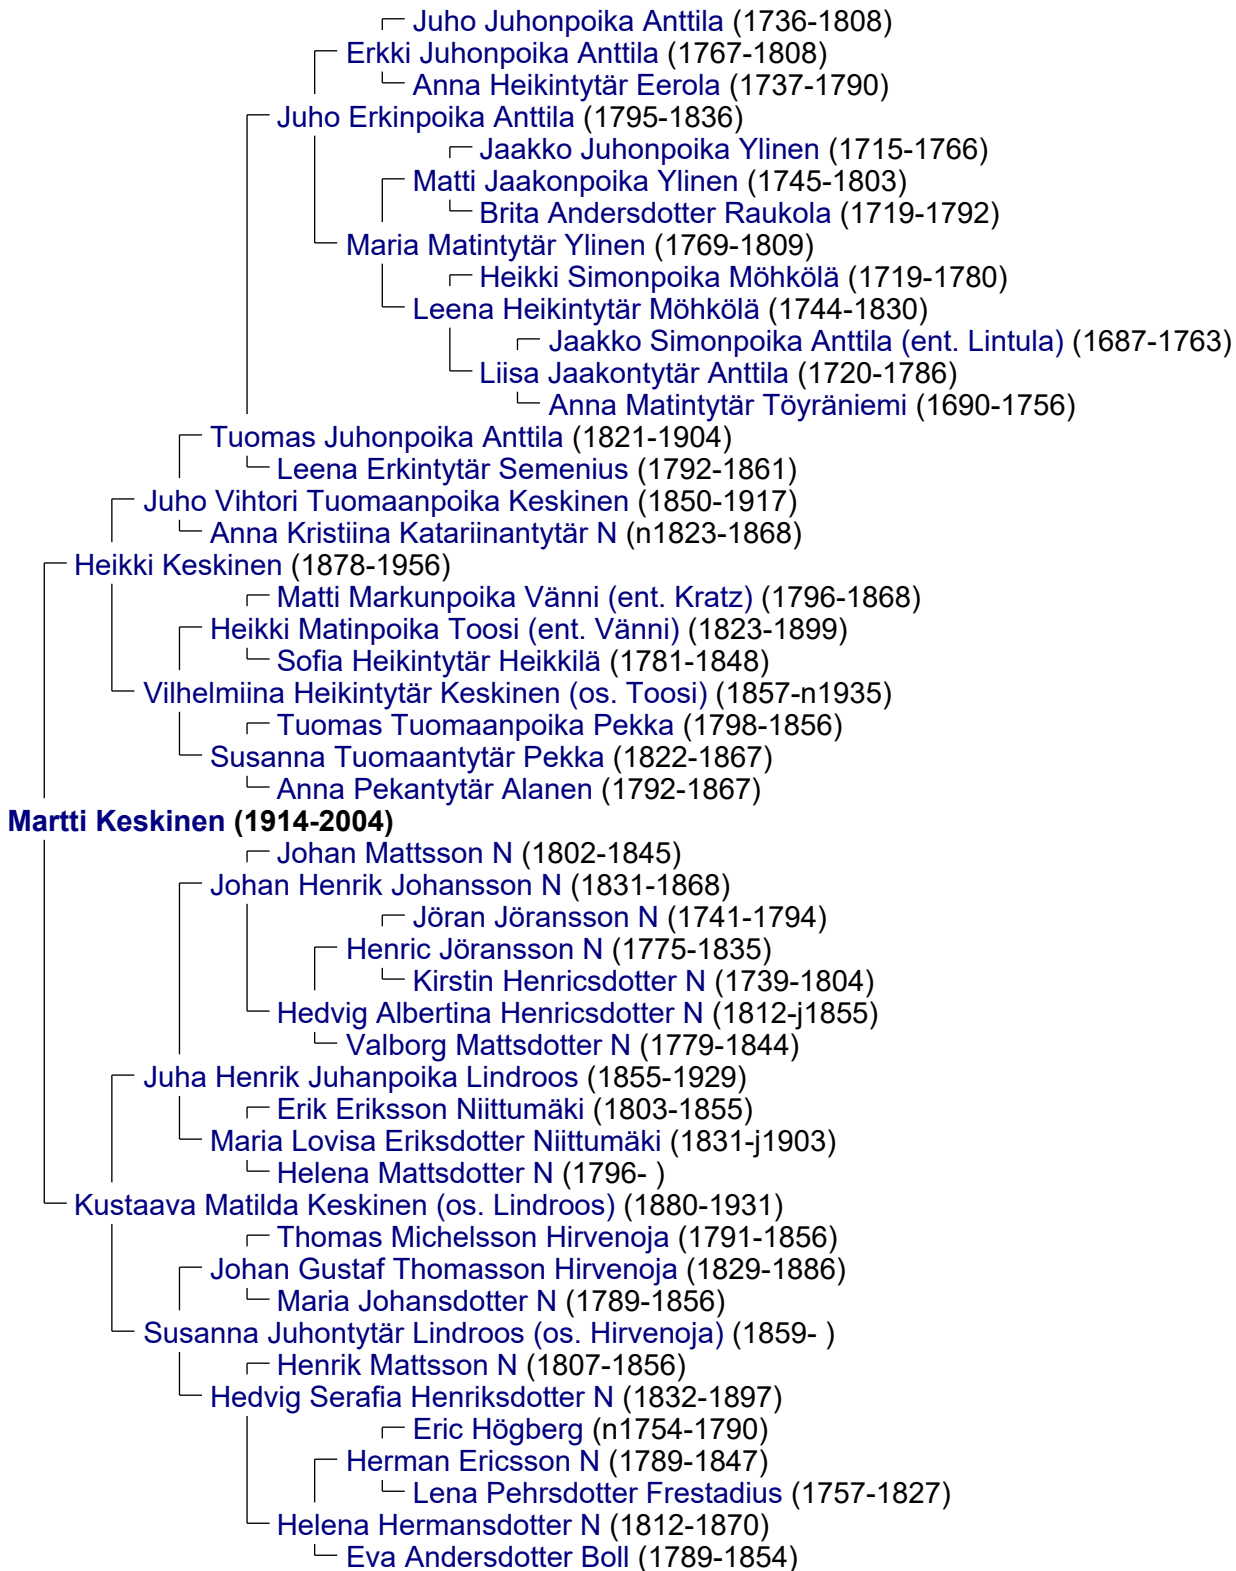 Juho Juhonpoika Anttila (1736-1808)
Erkki Juhonpoika Anttila (1767-1808)
Anna Heikintytär Eerola (1737-1790)
Juho Erkinpoika Anttila (1795-1836)
Jaakko Juhonpoika Ylinen (1715-1766)
Matti Jaakonpoika Ylinen (1745-1803)
Brita Andersdotter Raukola (1719-1792)
Maria Matintytär Ylinen (1769-1809)
Heikki Simonpoika Möhkölä (1719-1780)
Leena Heikintytär Möhkölä (1744-1830)
Jaakko Simonpoika Anttila (ent. Lintula) (1687-1763)
Liisa Jaakontytär Anttila (1720-1786)
Anna Matintytär Töyräniemi (1690-1756)
Tuomas Juhonpoika Anttila (1821-1904)
Leena Erkintytär Semenius (1792-1861)
Juho Vihtori Tuomaanpoika Keskinen (1850-1917)
Anna Kristiina Katariinantytär N (n1823-1868)
Heikki Keskinen (1878-1956)
Matti Markunpoika Vänni (ent. Kratz) (1796-1868)
Heikki Matinpoika Toosi (ent. Vänni) (1823-1899)
Sofia Heikintytär Heikkilä (1781-1848)
Vilhelmiina Heikintytär Keskinen (os. Toosi) (1857-n1935)
Tuomas Tuomaanpoika Pekka (1798-1856)
Susanna Tuomaantytär Pekka (1822-1867)
Anna Pekantytär Alanen (1792-1867)
Martti Keskinen (1914-2004)
Johan Mattsson N (1802-1845)
Johan Henrik Johansson N (1831-1868)
Jöran Jöransson N (1741-1794)
Henric Jöransson N (1775-1835)
Kirstin Henricsdotter N (1739-1804)
Hedvig Albertina Henricsdotter N (1812-j1855)
Valborg Mattsdotter N (1779-1844)
Juha Henrik Juhanpoika Lindroos (1855-1929)
Erik Eriksson Niittumäki (1803-1855)
Maria Lovisa Eriksdotter Niittumäki (1831-j1903)
Helena Mattsdotter N (1796- )
Kustaava Matilda Keskinen (os. Lindroos) (1880-1931)
Thomas Michelsson Hirvenoja (1791-1856)
Johan Gustaf Thomasson Hirvenoja (1829-1886)
Maria Johansdotter N (1789-1856)
Susanna Juhontytär Lindroos (os. Hirvenoja) (1859- )
Henrik Mattsson N (1807-1856)
Hedvig Serafia Henriksdotter N (1832-1897)
Eric Högberg (n1754-1790)
Herman Ericsson N (1789-1847)
Lena Pehrsdotter Frestadius (1757-1827)
Helena Hermansdotter N (1812-1870)
Eva Andersdotter Boll (1789-1854)